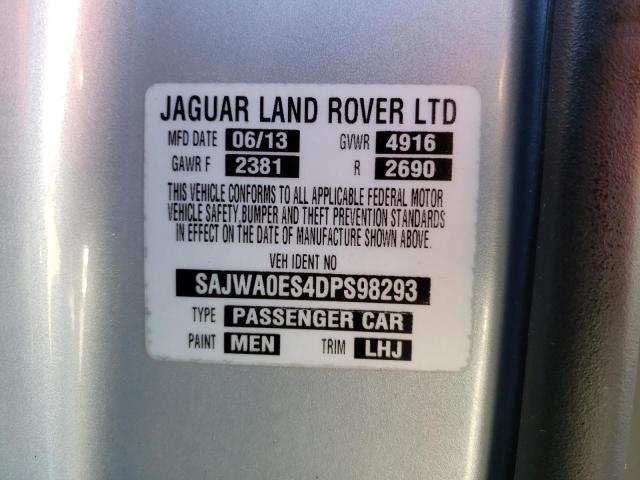 JAGUAR LAND ROVER LTD
MFD DATE 06/13 GVWR 4916
GAWR F 2381 R 2690
THIS VEHICLE CONFORMS TO ALL APPLICABLE FEDERAL MOTOR
VEHICLE SAFETY, BUMPER AND THEFT PREVENTION STANDARDS
IN EFFECT ON THE DATE OF MANUFACTURE SHOWN ABOVE.
VEH IDENT NO
SAJWA0ES4DPS98293
TYPE PASSENGER CAR
PAINT MEN TRIM LHJ